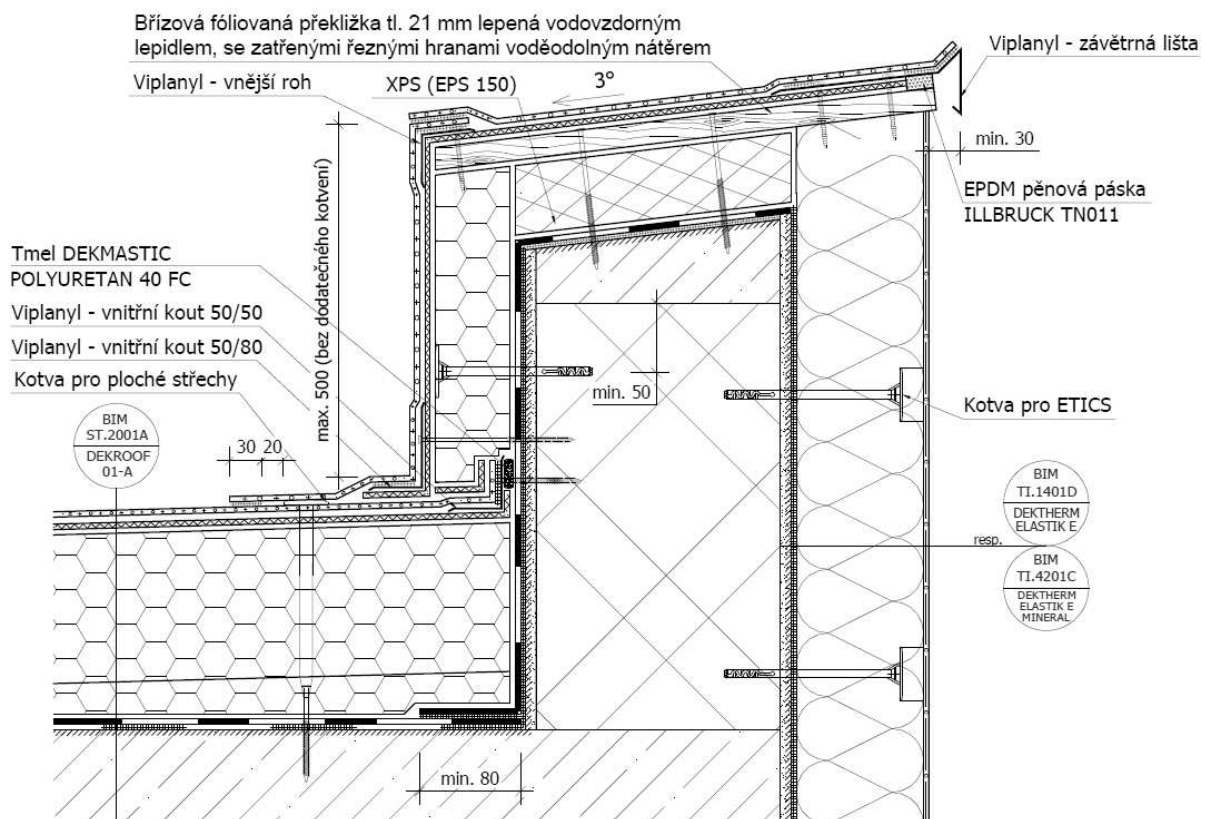 Břízová fóliovaná překližka tl. 21 mm lepená vodovzdorným
lepidlem, se zatřenými řeznými hranami voděodolným nátěrem
Viplanyl - závětrná lišta
Viplanyl - vnější roh
XPS (EPS 150)
3°
min. 30
EPDM pěnová páska
ILLBRUCK TN011
max. 500 (bez dodatečného kotvení)
Tmel DEKMASTIC
POLYURETAN 40 FC
Viplanyl - vnitřní kout 50/50
Viplanyl - vnitřní kout 50/80
Kotva pro ploché střechy
min. 50
Kotva pro ETICS
BIM
ST.2001A
DEKROOF
01-A
30 20
BIM
TI.1401D
DEKTHERM
ELASTIK E
resp.
BIM
TI.4201C
DEKTHERM
ELASTIK E
MINERAL
min. 80